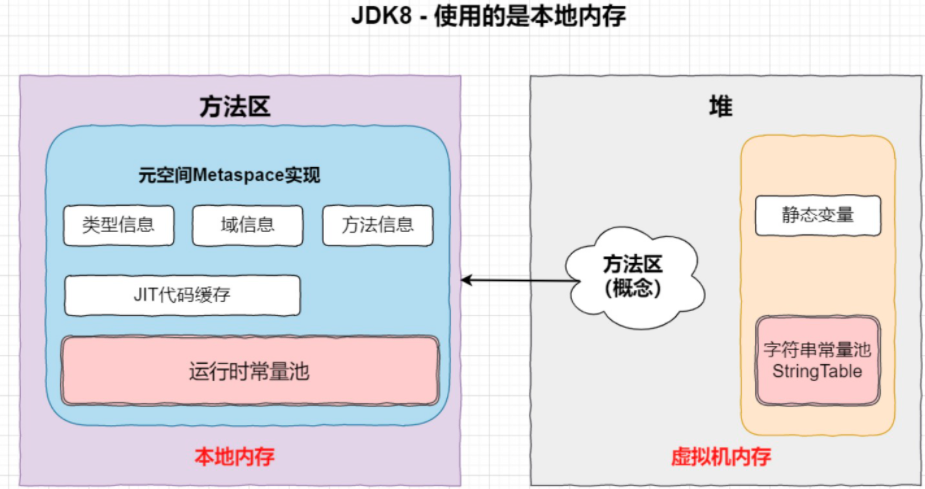 JDK8 - 使用的是本地内存
方法区
元空间Metaspace实现
类型信息
域信息
方法信息
JIT代码缓存
运行时常量池
本地内存
堆
方法区
(概念)
静态变量
字符串常量池
StringTable
虚拟机内存